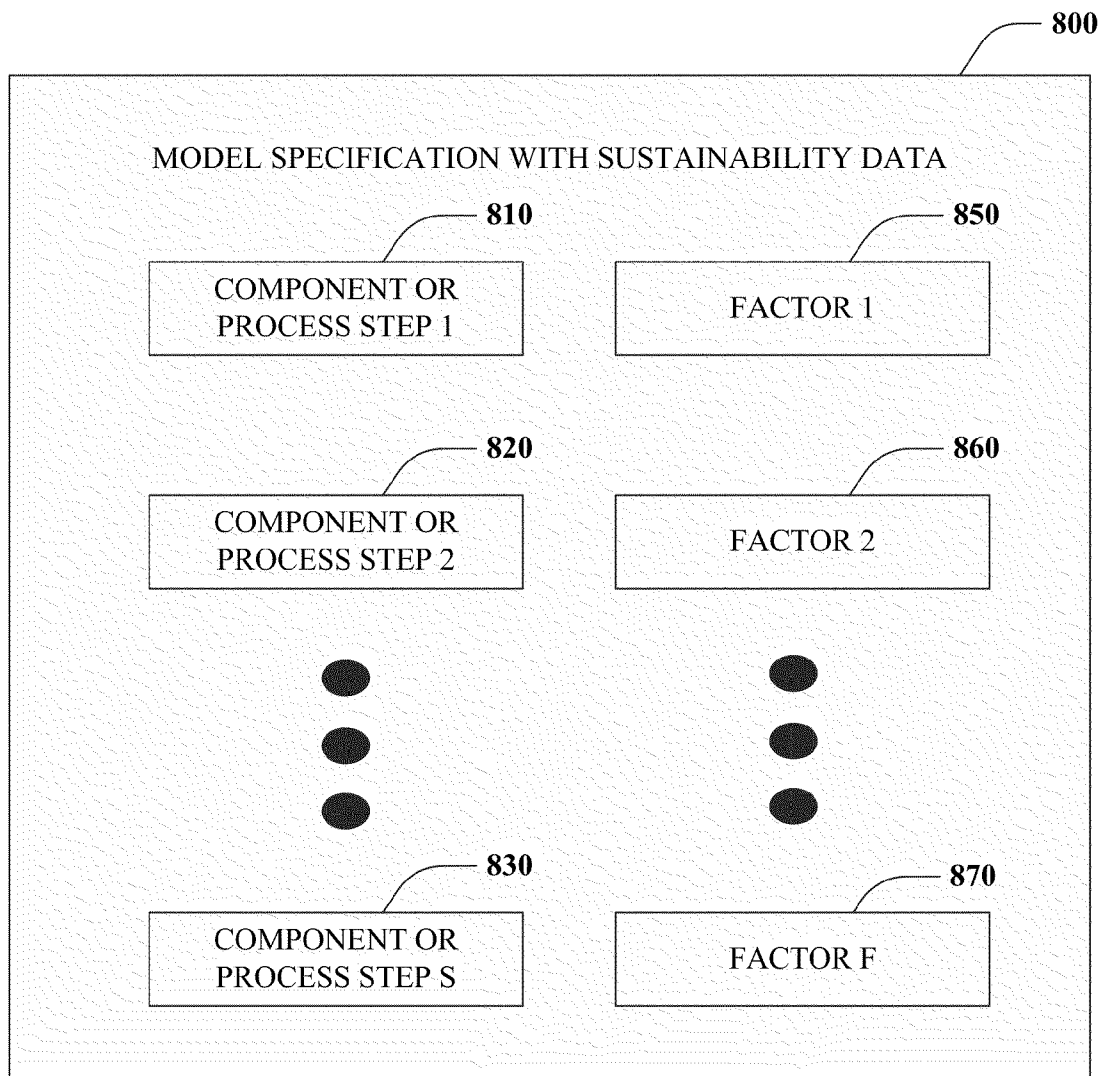 800
MODEL SPECIFICATION WITH SUSTAINABILITY DATA
810
850
COMPONENT OR
PROCESS STEP 1
FACTOR 1
820
860
COMPONENT OR
PROCESS STEP 2
FACTOR 2
830
870
COMPONENT OR
PROCESS STEP S
FACTOR F